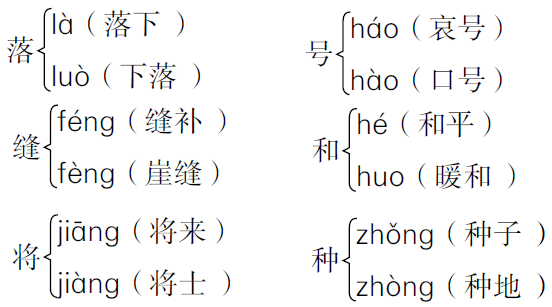 落 là（落下 ） 号 háo（哀号）
luò（下落 ） hào（口号）
缝 féng（缝补 ） 和 hé（和平）
fèng（崖缝） huo（暖和 ）
将 jiāng（将来） 种 zhǒng（种子 ）
jiàng（将士 ） zhòng（种地）